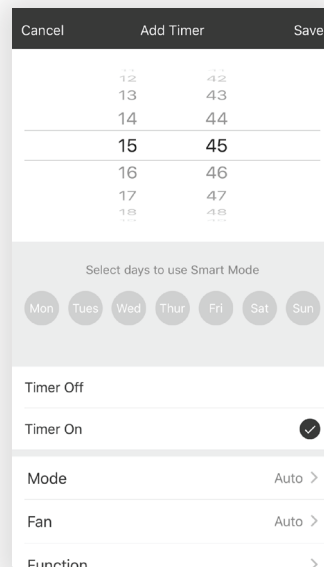 Cancel Add Timer Save
12 42
13 43
14 44
15 45
16 46
17 47
18 48
Select days to use Smart Mode
Mon Tues Wed Thur Fri Sat Sun
Timer Off
Timer On
Mode Auto >
Fan Auto >
Function >